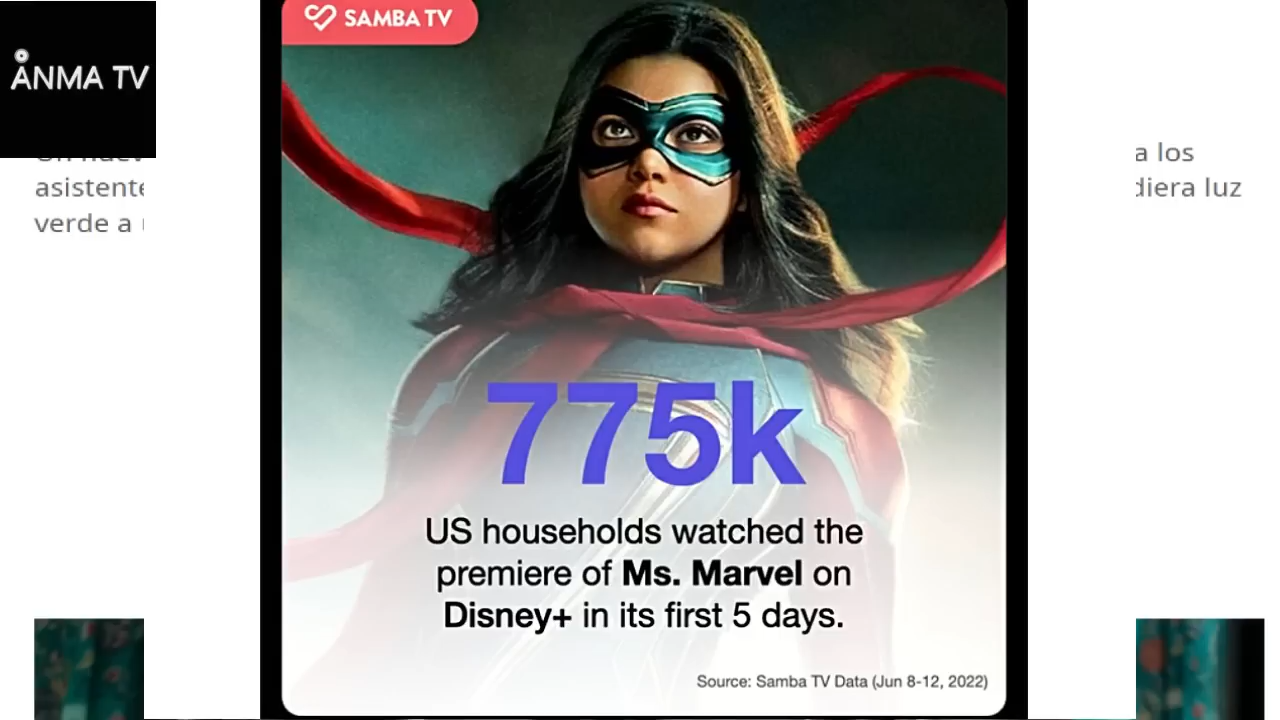 SAMBA TV
ÅNMA TV
a los
asistente
diera luz
verde a
775k
US households watched the
premiere of Ms. Marvel on
Disney+ in its first 5 days.
Source: Samba TV Data (Jun 8-12, 2022)